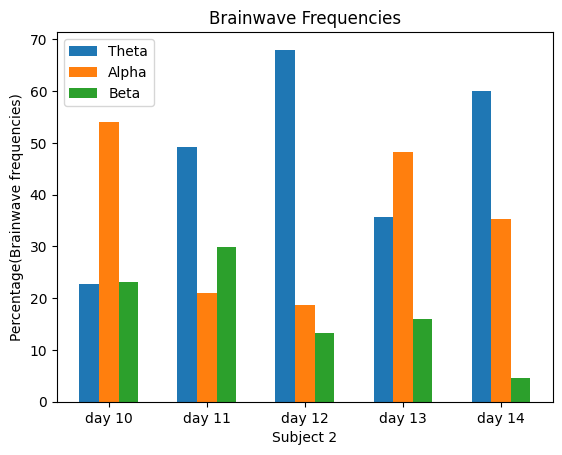 Brainwave Frequencies
Percentage(Brainwave frequencies)
70
60
50
40
30
20
10
0
Theta
Alpha
Beta
day 10 day 11 day 12 day 13 day 14
Subject 2